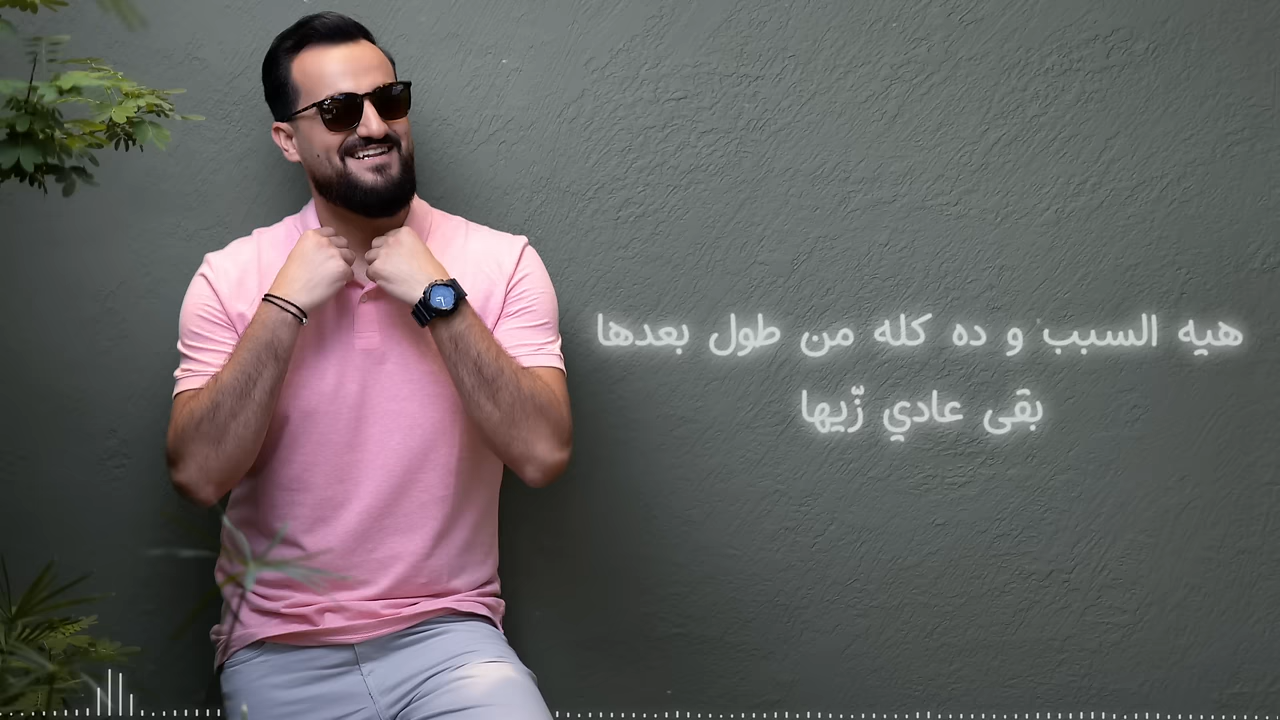 هيه السبب و ده كله من طول بعدها
بقى عادي زّيها